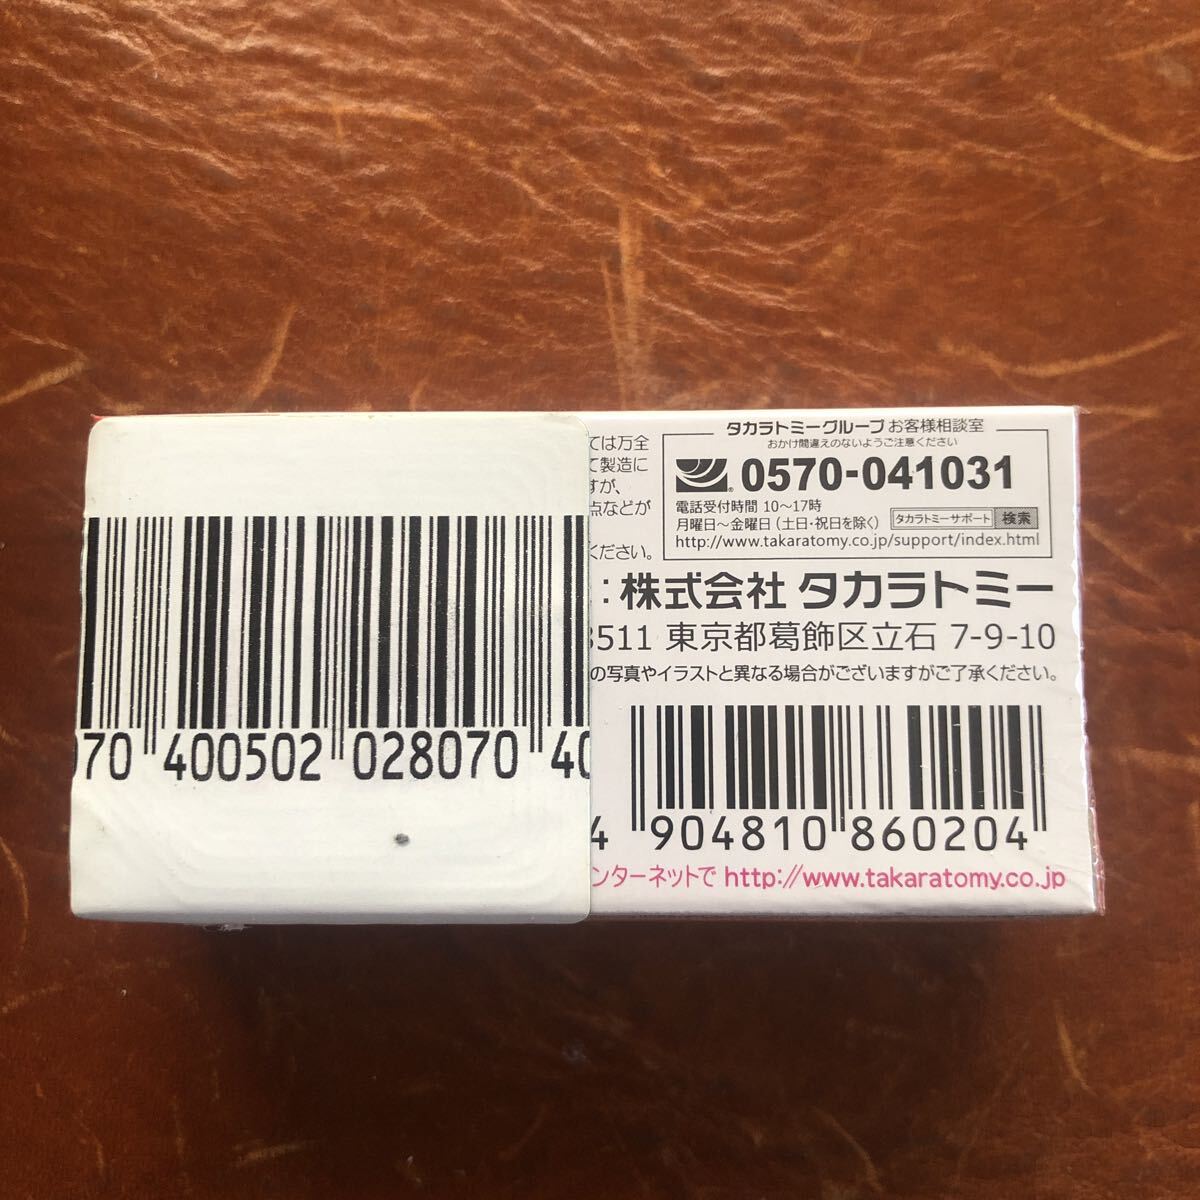 070 400502 028070 40
ては万全
て製造に
すが、
点などが
ください。
タカラトミーグループ お客様相談室
おかけ間違えのないようご注意ください
0570-041031
電話受付時間 10〜17時
月曜日〜金曜日 (土日・祝日を除く) タカラトミーサポート 検索
http://www.takaratomy.co.jp/support/index.html
: 株式会社 タカラトミー
8511 東京都葛飾区立石 7-9-10
の写真やイラストと異なる場合がございますがご了承ください。
4 904810 860204
ンターネットで http://www.takaratomy.co.jp